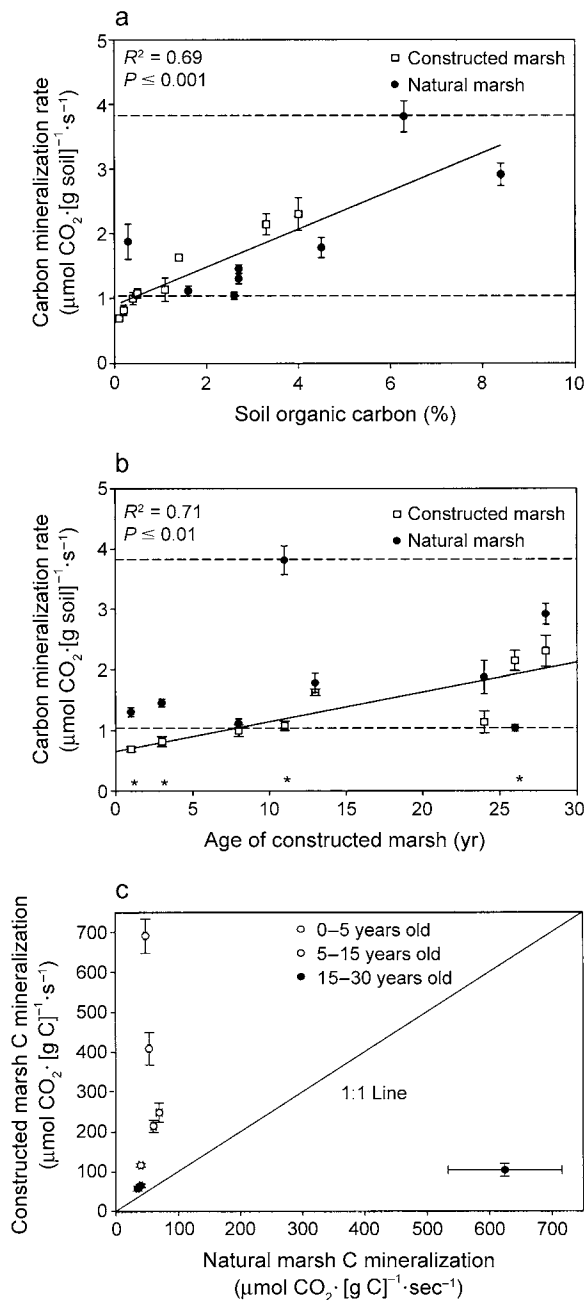 a
R² = 0.69
P ≤ 0.001
Constructed marsh
Natural marsh
Carbon mineralization rate
(μmol CO₂·[g soil]⁻¹·s⁻¹)
5
4
3
2
1
0
0 2 4 6 8 10
Soil organic carbon (%)
b
R² = 0.71
P ≤ 0.01
Constructed marsh
Natural marsh
Carbon mineralization rate
(μmol CO₂·[g soil]⁻¹·s⁻¹)
5
4
3
2
1
0
* * * *
0 5 10 15 20 25 30
Age of constructed marsh (yr)
c
0–5 years old
5–15 years old
15–30 years old
1:1 Line
Constructed marsh C mineralization
(μmol CO₂· [g C]⁻¹·s⁻¹)
700
600
500
400
300
200
100
0
0 100 200 300 400 500 600 700
Natural marsh C mineralization
(μmol CO₂· [g C]⁻¹·sec⁻¹)